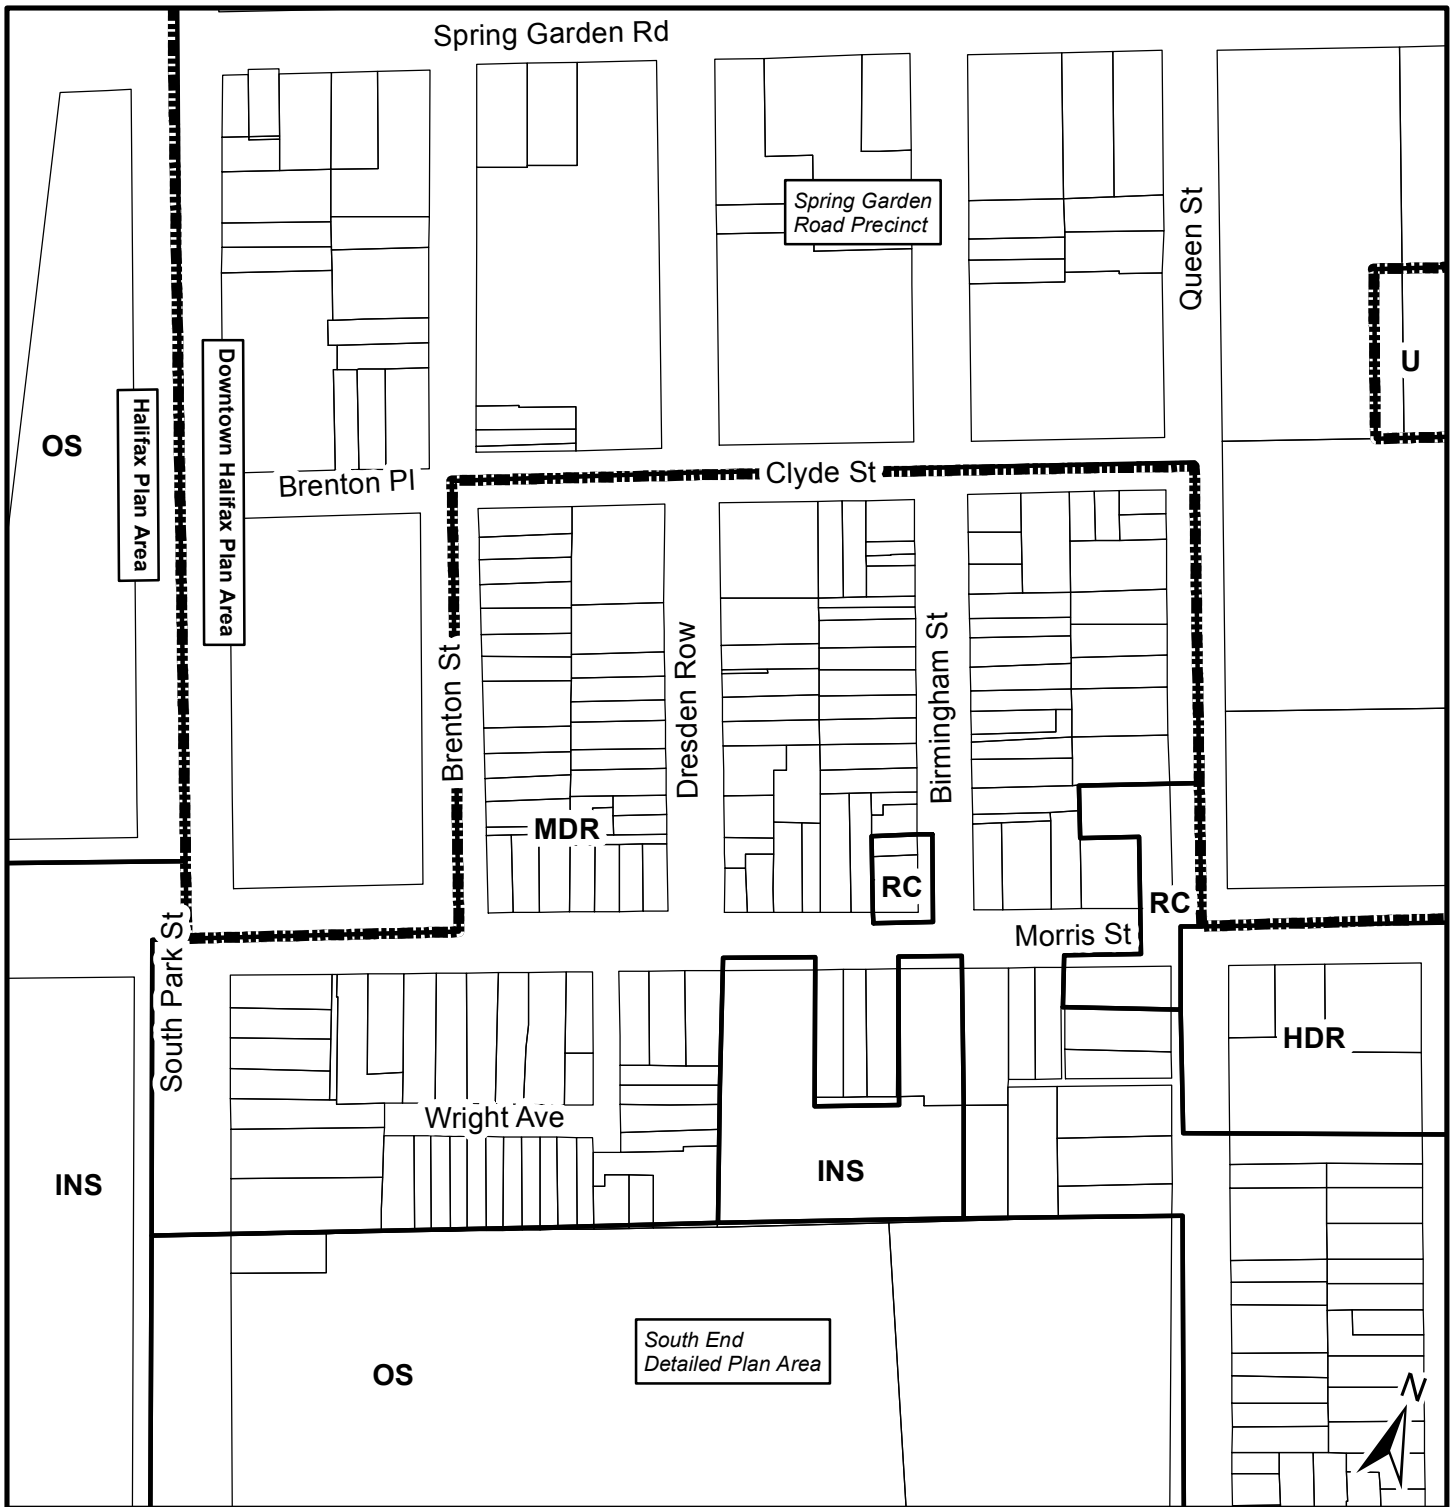 Spring Garden Rd
Spring Garden
Road Precinct
Queen St
U
OS
Halifax Plan Area
Downtown Halifax Plan Area
Brenton Pl
Clyde St
Brenton St
Dresden Row
Birmingham St
MDR
RC
RC
Morris St
South Park St
HDR
Wright Ave
INS
INS
South End
Detailed Plan Area
OS
N